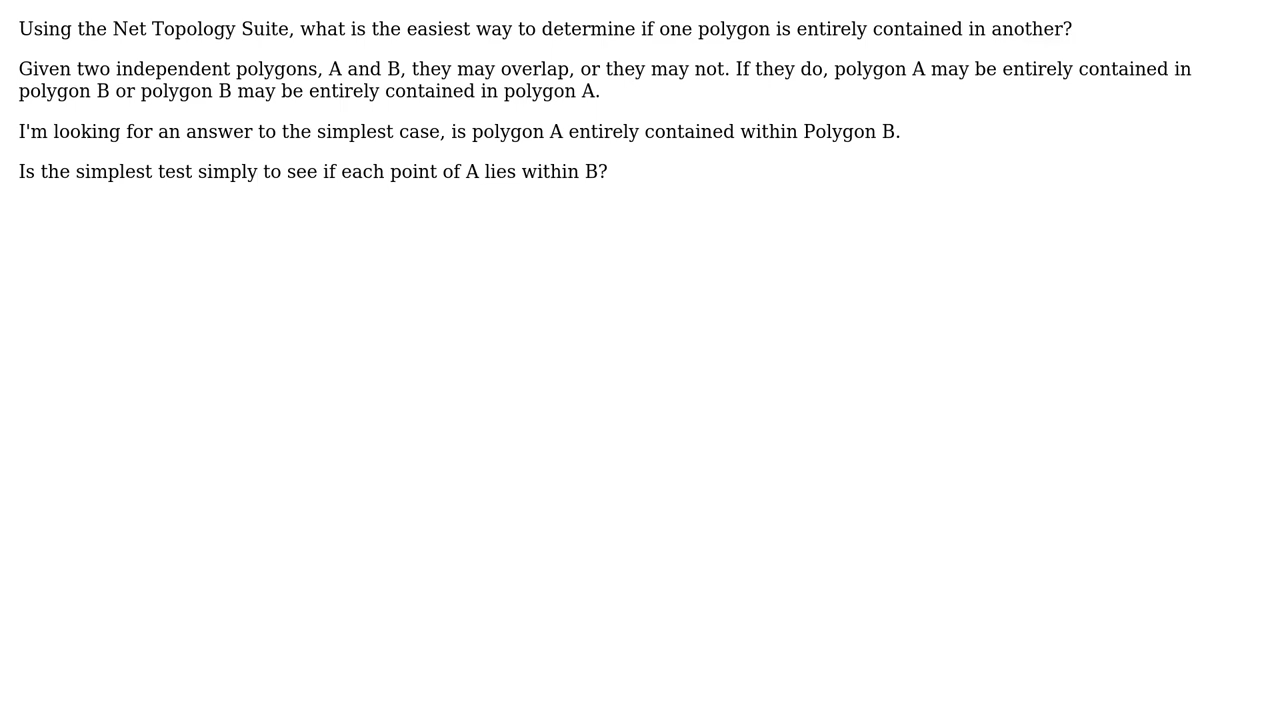 Using the Net Topology Suite, what is the easiest way to determine if one polygon is entirely contained in another?
Given two independent polygons, A and B, they may overlap, or they may not. If they do, polygon A may be entirely contained in
polygon B or polygon B may be entirely contained in polygon A.
I'm looking for an answer to the simplest case, is polygon A entirely contained within Polygon B.
Is the simplest test simply to see if each point of A lies within B?